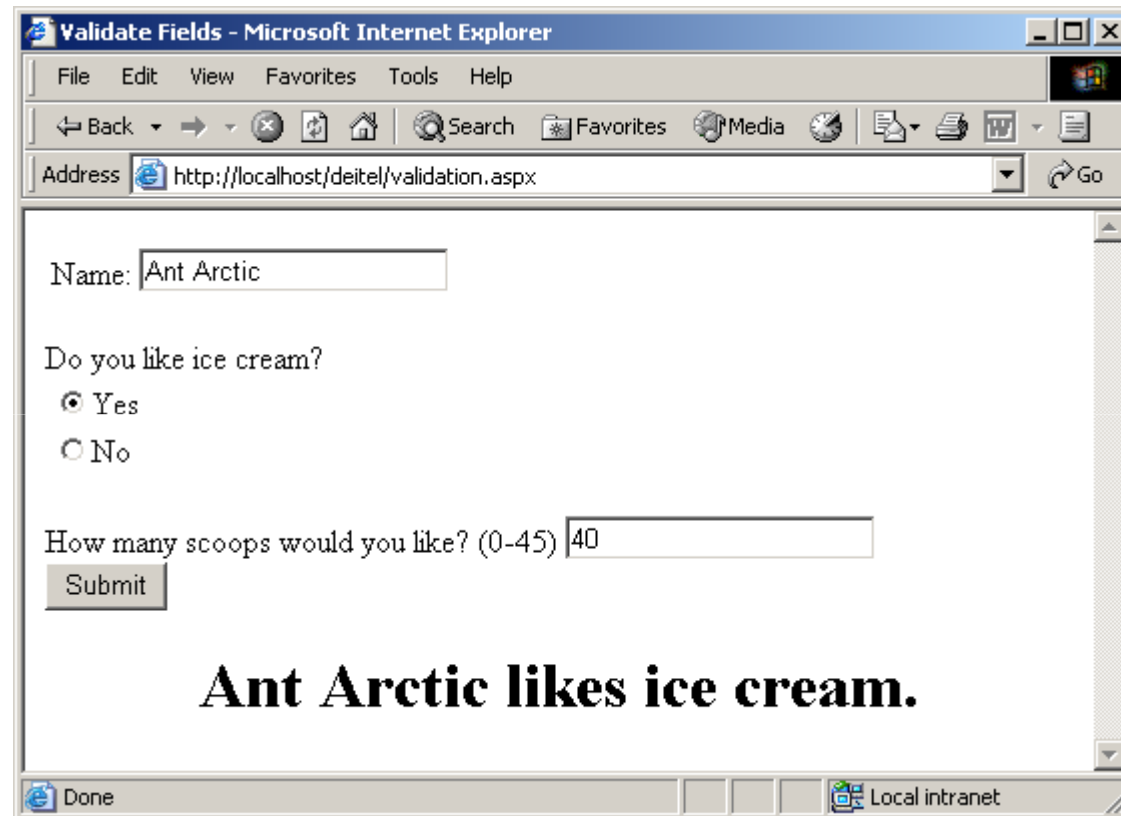 Validate Fields - Microsoft Internet Explorer
File Edit View Favorites Tools Help
Back Search Favorites Media W
Address http://localhost/deitel/validation.aspx Go
Name: Ant Arctic
Do you like ice cream?
Yes
No
How many scoops would you like? (0-45) 40
Submit
Ant Arctic likes ice cream.
Done Local intranet